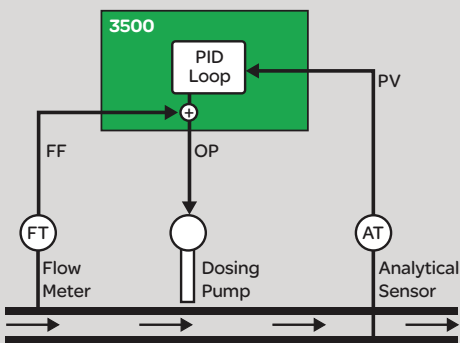 3500
PID
Loop
PV
+
FF
OP
FT
AT
Flow
Meter
Dosing
Pump
Analytical
Sensor